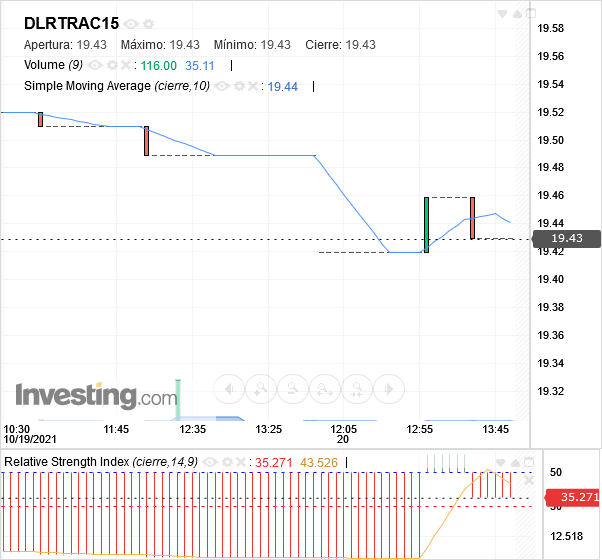 DLRTRAC15
Apertura: 19.43 Máximo: 19.43 Mínimo: 19.43 Cierre: 19.43
Volume (9) : 116.00 35.11
Simple Moving Average (cierre,10) : 19.44
19.58
19.56
19.54
19.52
19.50
19.48
19.46
19.44
19.43
19.42
19.40
19.38
19.36
19.34
19.32
Investing.com
10:30 11:45 12:35 13:25 12:05 12:55 13:45
10/19/2021 20
Relative Strength Index (cierre,14,9) : 35.271 43.526
50
35.271
30
12.518